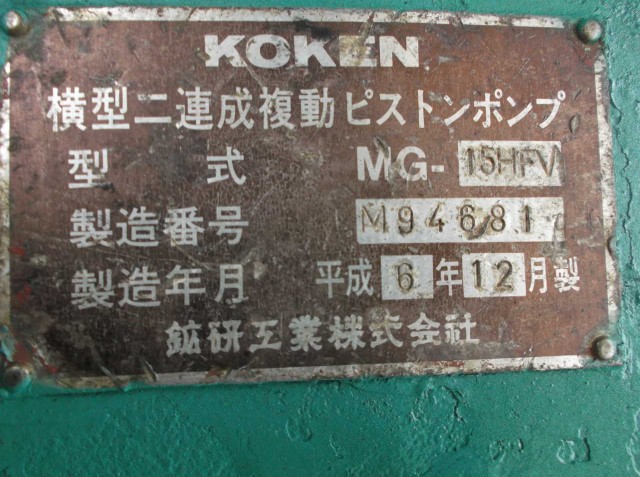 KOKEN
横型二連成複動ピストンポンプ
型式 MG-15HFV
製造番号 M94681
製造年月 平成6年12月製
鉱研工業株式会社